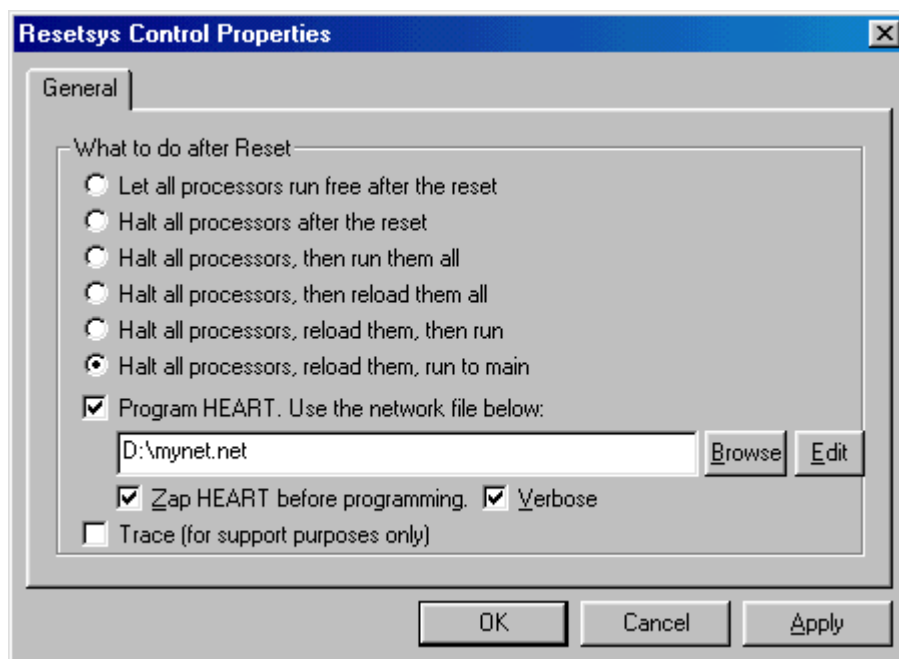 Resetsys Control Properties
General
What to do after Reset
Let all processors run free after the reset
Halt all processors after the reset
Halt all processors, then run them all
Halt all processors, then reload them all
Halt all processors, reload them, then run
Halt all processors, reload them, run to main
Program HEART. Use the network file below:
D:\mynet.net Browse Edit
Zap HEART before programming. Verbose
Trace (for support purposes only)
OK Cancel Apply